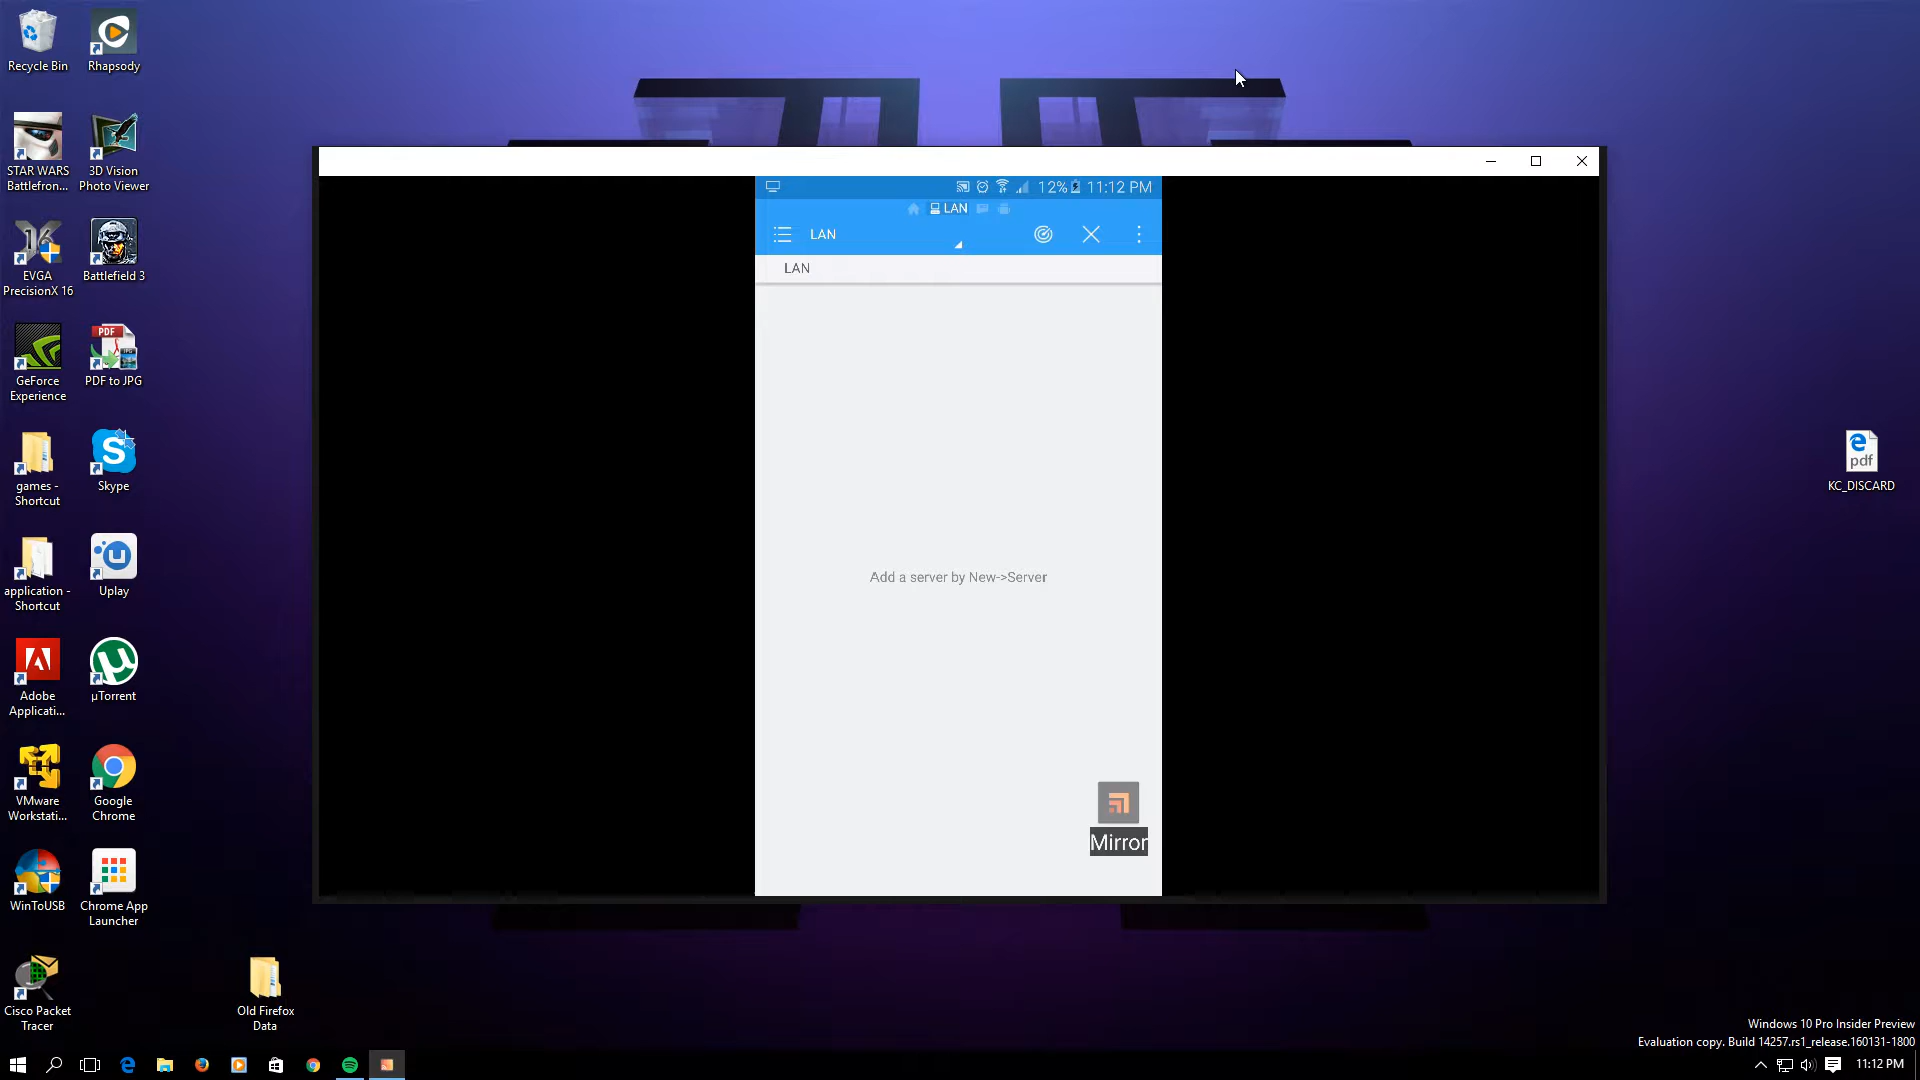 Recycle Bin
Rhapsody
STAR WARS
Battlefron...
3D Vision
Photo Viewer
EVGA
PrecisionX 16
Battlefield 3
GeForce
Experience
PDF
PDF to JPG
games -
Shortcut
Skype
application -
Shortcut
Uplay
Adobe
Applicati...
µTorrent
VMware
Workstati...
Google
Chrome
WinToUSB
Chrome App
Launcher
Cisco Packet
Tracer
Old Firefox
Data
12% 11:12 PM
LAN
LAN
LAN
Add a server by New->Server
Mirror
pdf
KC_DISCARD
Windows 10 Pro Insider Preview
Evaluation copy. Build 14257.rs1_release.160131-1800
11:12 PM